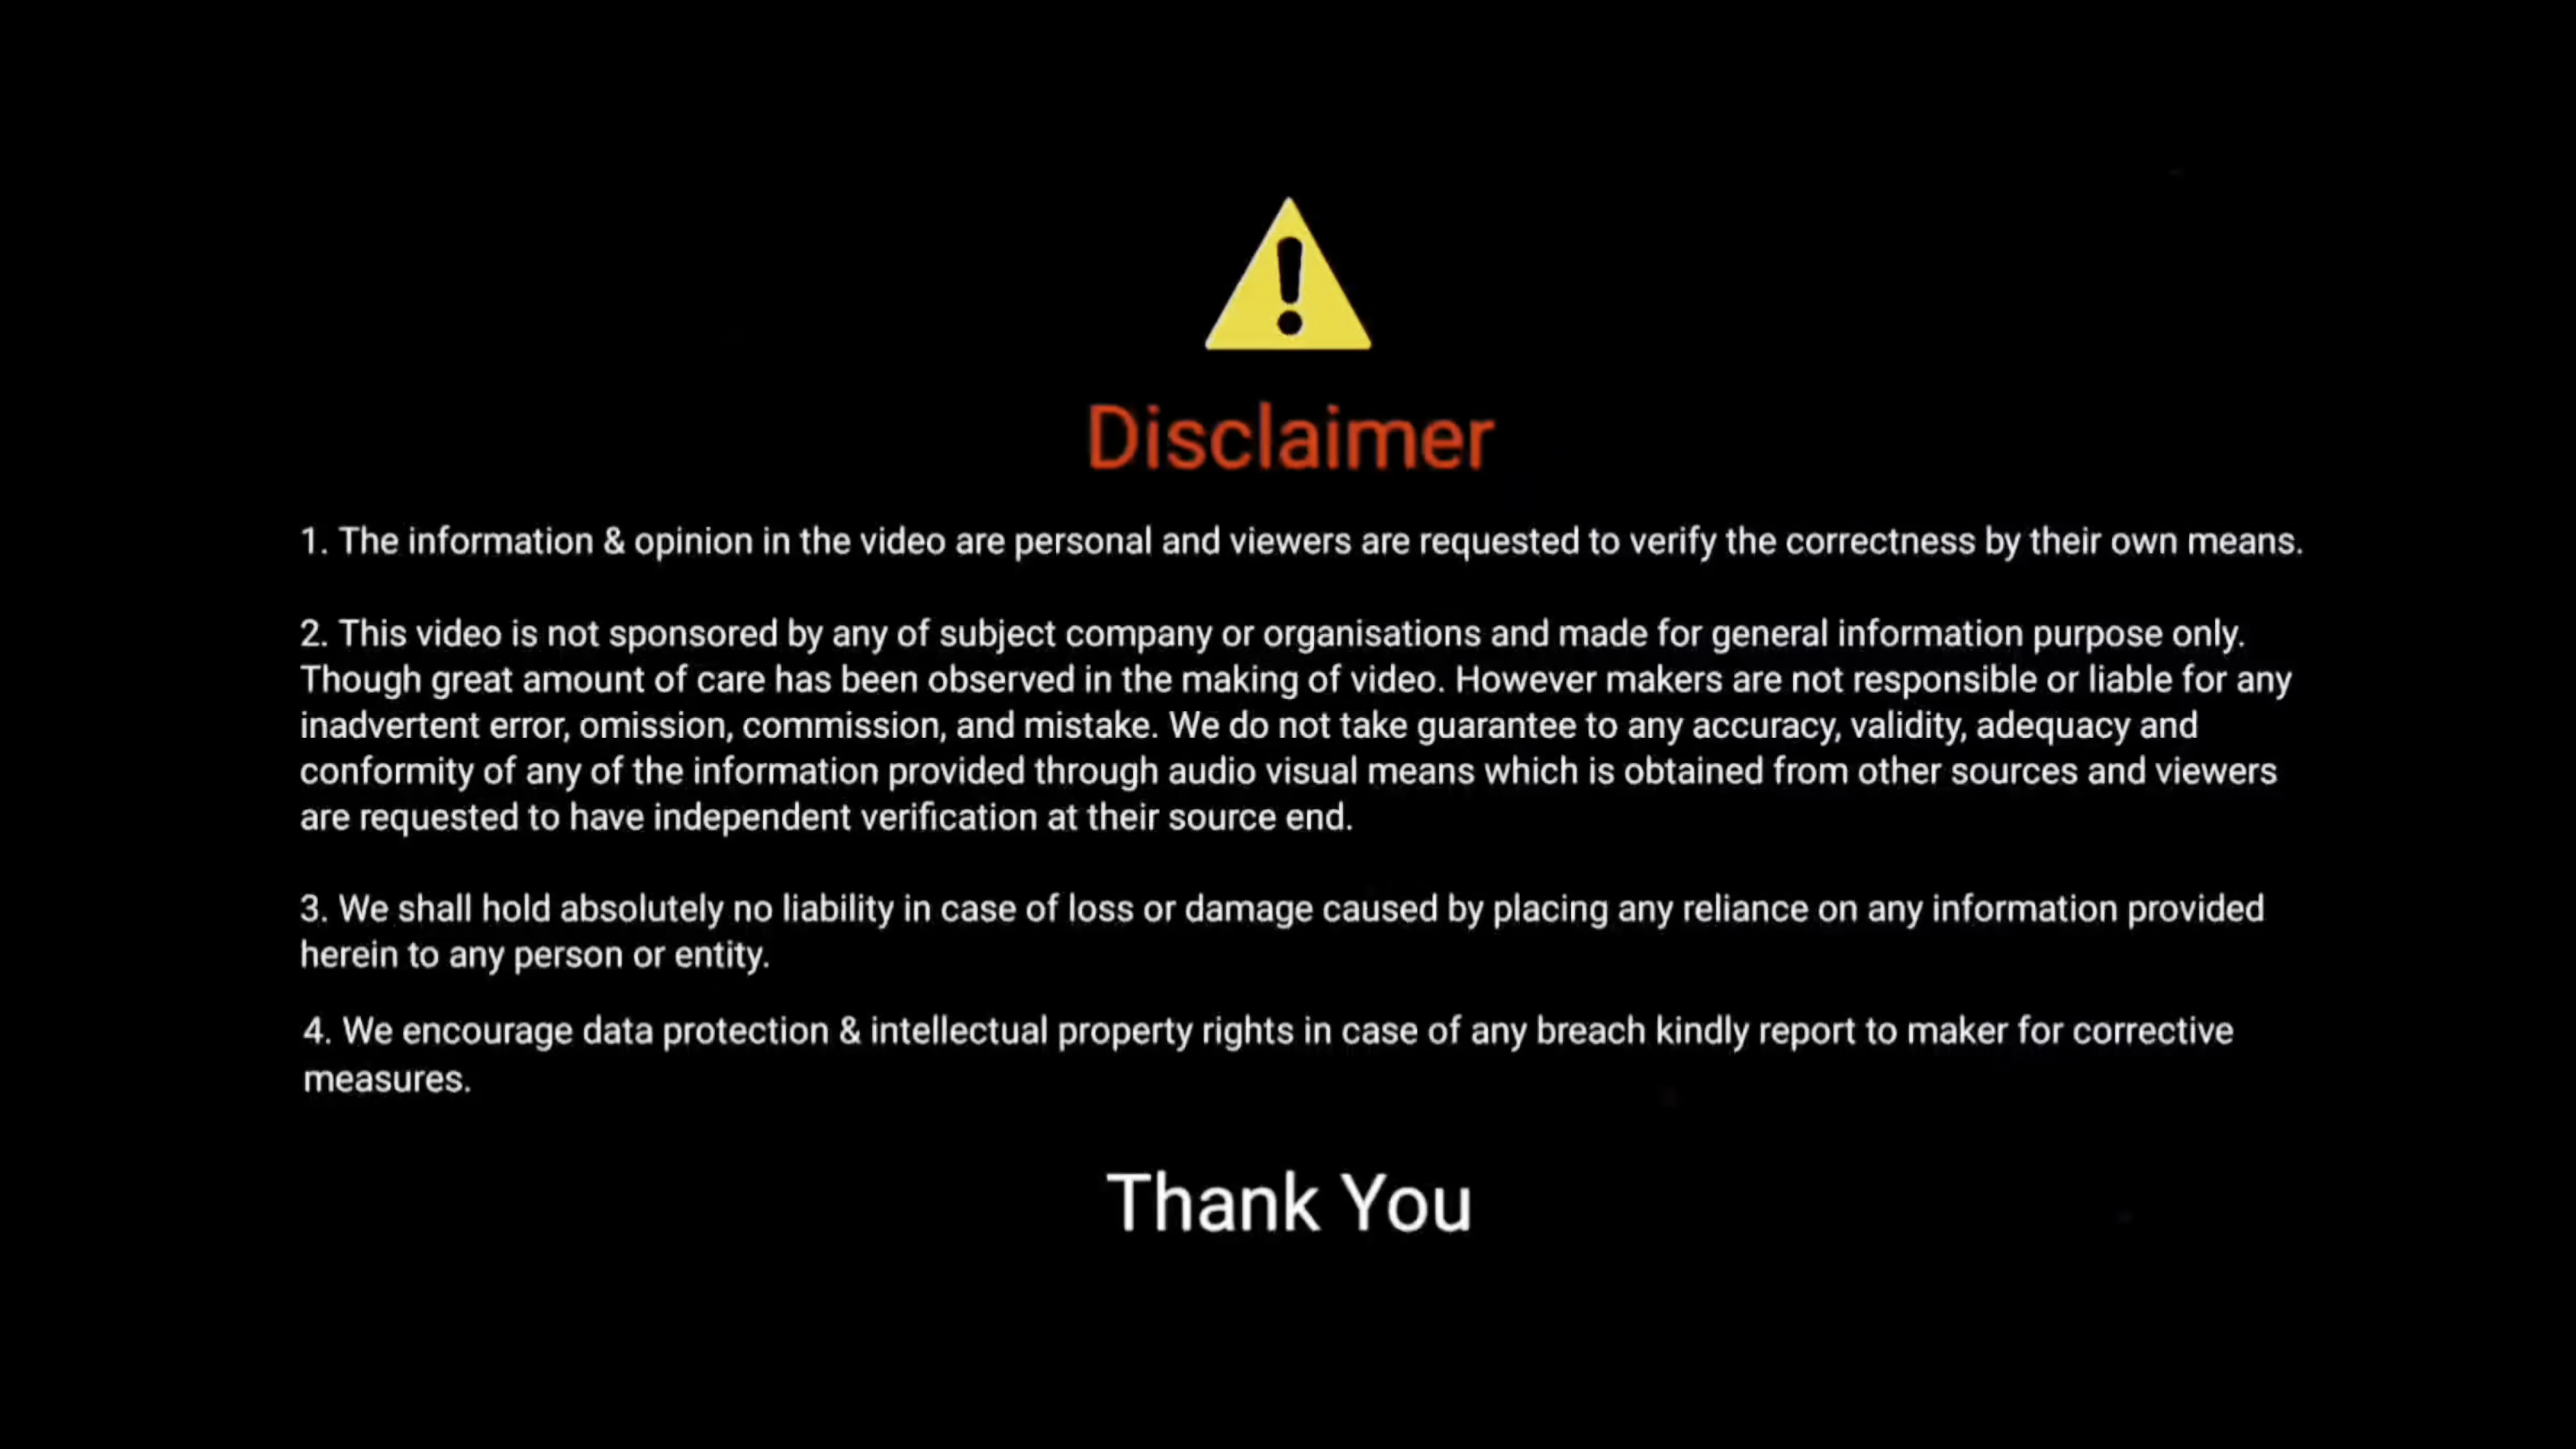 Disclaimer
1. The information & opinion in the video are personal and viewers are requested to verify the correctness by their own means.
2. This video is not sponsored by any of subject company or organisations and made for general information purpose only.
Though great amount of care has been observed in the making of video. However makers are not responsible or liable for any
inadvertent error, omission, commission, and mistake. We do not take guarantee to any accuracy, validity, adequacy and
conformity of any of the information provided through audio visual means which is obtained from other sources and viewers
are requested to have independent verification at their source end.
3. We shall hold absolutely no liability in case of loss or damage caused by placing any reliance on any information provided
herein to any person or entity.
4. We encourage data protection & intellectual property rights in case of any breach kindly report to maker for corrective
measures.
Thank You